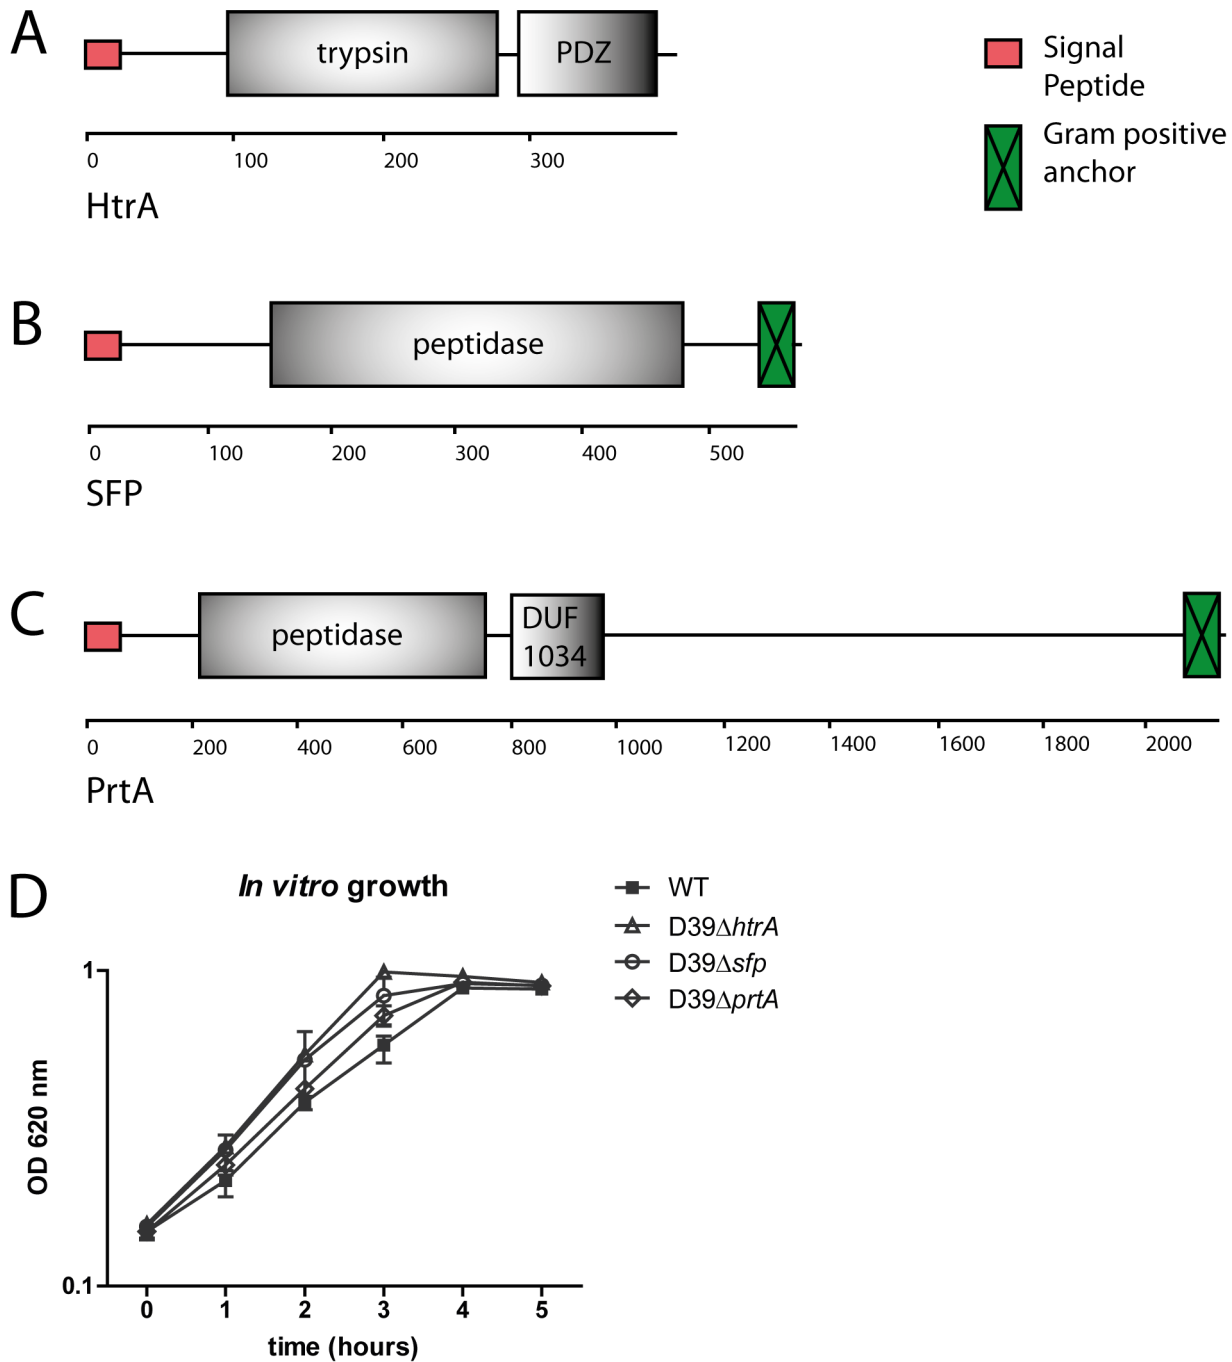 A
trypsin
PDZ
0 100 200 300
HtrA
Signal
Peptide
Gram positive
anchor
B
peptidase
0 100 200 300 400 500
SFP
C
peptidase
DUF
1034
0 200 400 600 800 1000 1200 1400 1600 1800 2000
PrtA
D
In vitro growth
WT
D39ΔhtrA
D39Δsfp
D39ΔprtA
1
0.1
OD 620 nm
0 1 2 3 4 5
time (hours)